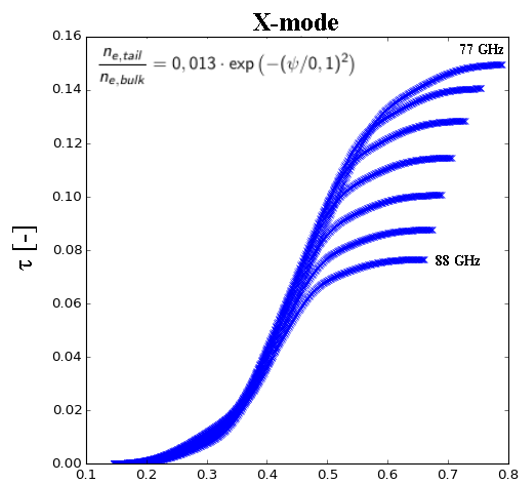 X-mode
77 GHz
n_{e,tail} / n_{e,bulk} = 0, 013 · exp (−(ψ/0, 1)²)
0.16
0.14
0.12
0.10
0.08
0.06
0.04
0.02
0.00
τ [-]
88 GHz
0.1 0.2 0.3 0.4 0.5 0.6 0.7 0.8